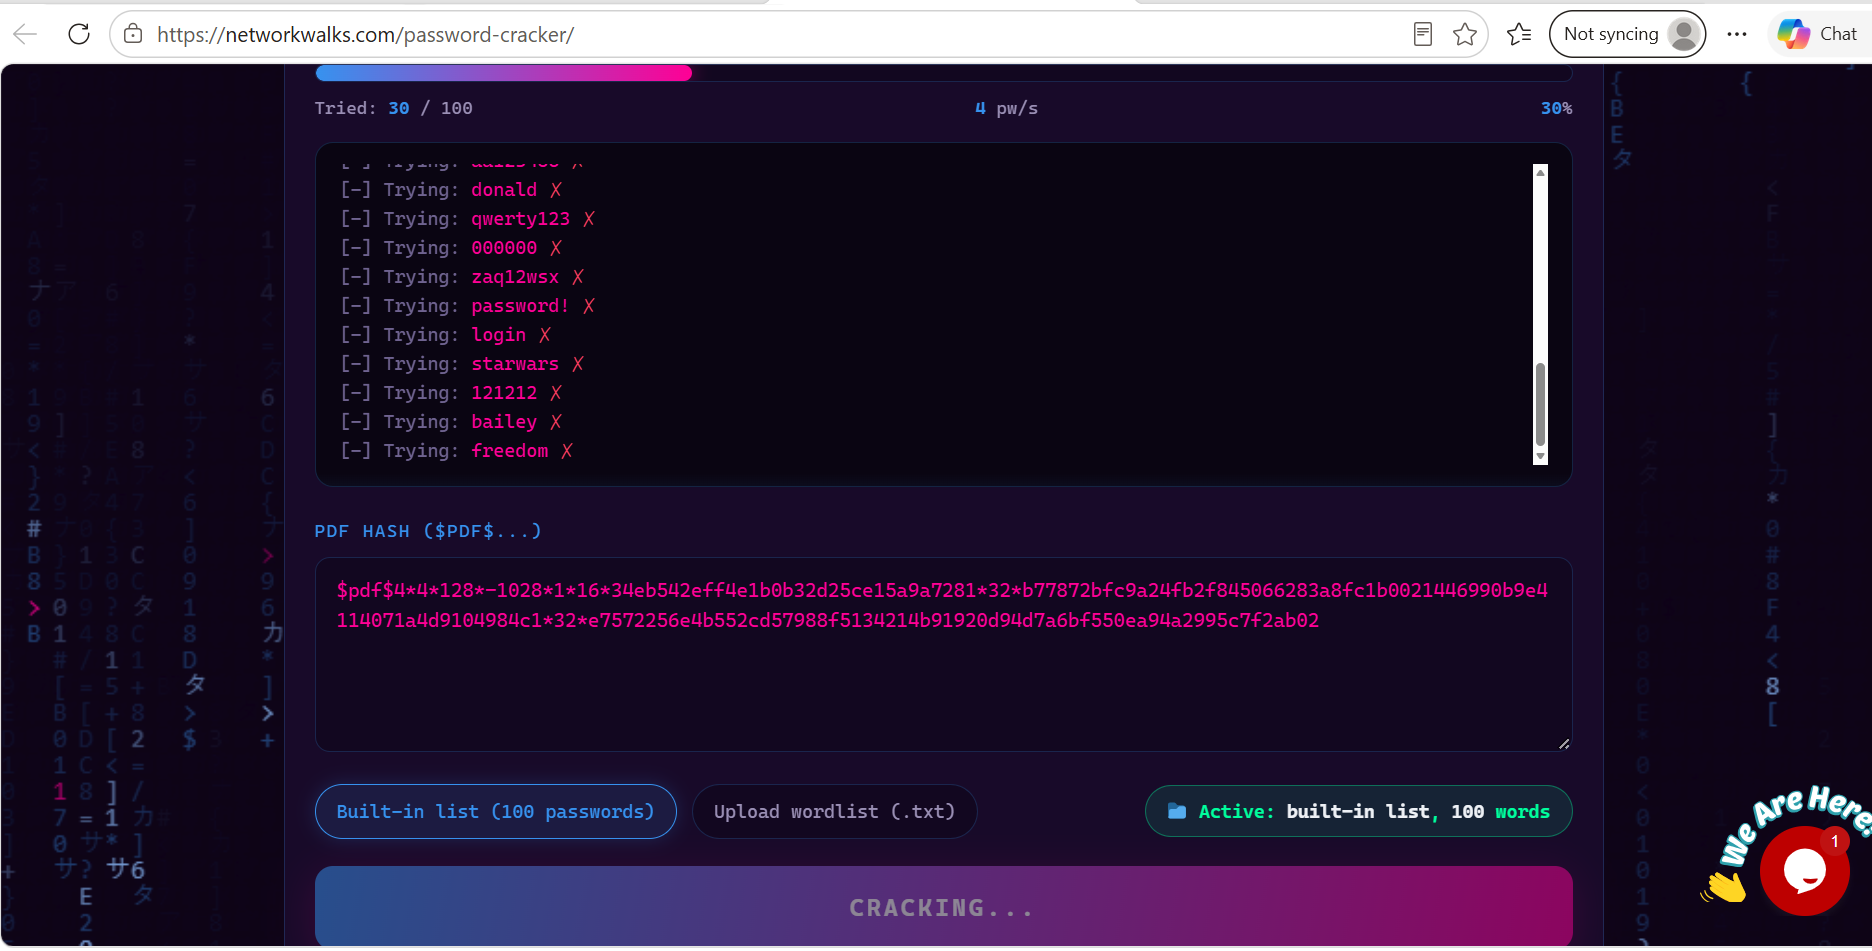 https://networkwalks.com/password-cracker/
Not syncing
Chat
Tried: 30 / 100
4 pw/s
30%
[-] Trying: donald ✗
[-] Trying: qwerty123 ✗
[-] Trying: 000000 ✗
[-] Trying: zaq12wsx ✗
[-] Trying: password! ✗
[-] Trying: login ✗
[-] Trying: starwars ✗
[-] Trying: 121212 ✗
[-] Trying: bailey ✗
[-] Trying: freedom ✗
PDF HASH ($PDF$...)
$pdf$4*4*128*-1028*1*16*34eb542eff4e1b0b32d25ce15a9a7281*32*b77872bfc9a24fb2f845066283a8fc1b0021446990b9e4
114071a4d9104984c1*32*e7572256e4b552cd57988f5134214b91920d94d7a6bf550ea94a2995c7f2ab02
Built-in list (100 passwords)
Upload wordlist (.txt)
Active: built-in list, 100 words
We Are Here!
1
CRACKING...